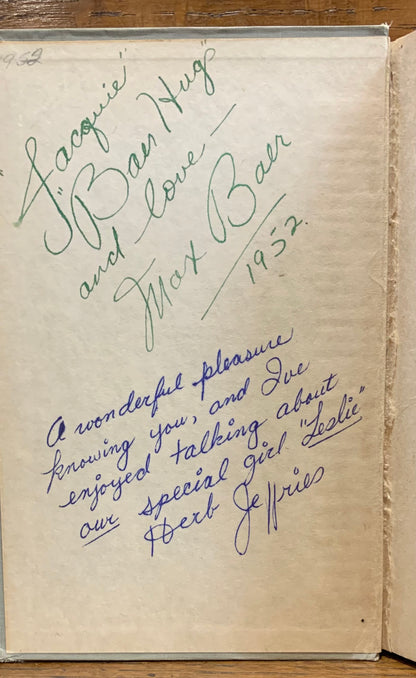 1952
"Jacquie"
"Baer Hug"
and love —
Max Baer
1952.
A wonderful pleasure
knowing you, and I've
enjoyed talking about
our special girl "Leslie"
Herb Jeffries